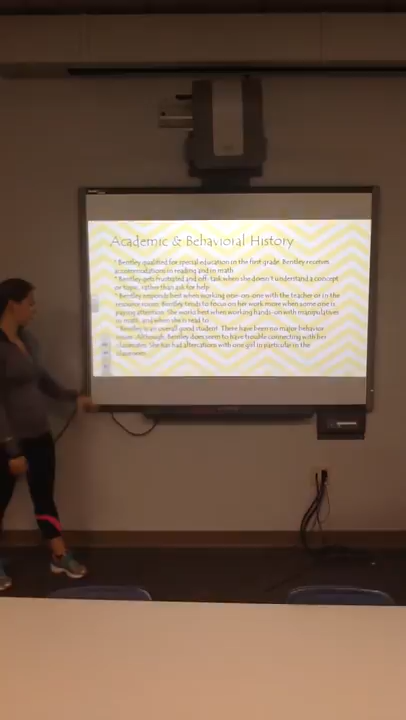 Academic & Behavioral History
* Bentley qualified for special education in the first grade. Bentley receives
accommodations in reading and in math
* Bentley gets frustrated and off- task when she doesn't understand a concept
or topic, rather than ask for help.
* Bentley responds best when working one-on-one with the teacher or in the
resource room. Bentley tends to focus on her work more when some one is
paying attention. She works best when working hands-on with manipulatives
in math, and when she is read to.
* Bentley is an overall good student. There have been no major behavior
issues. Although, Bentley does seem to have trouble connecting with her
classmates. She has had altercations with one girl in particular in the
classroom.